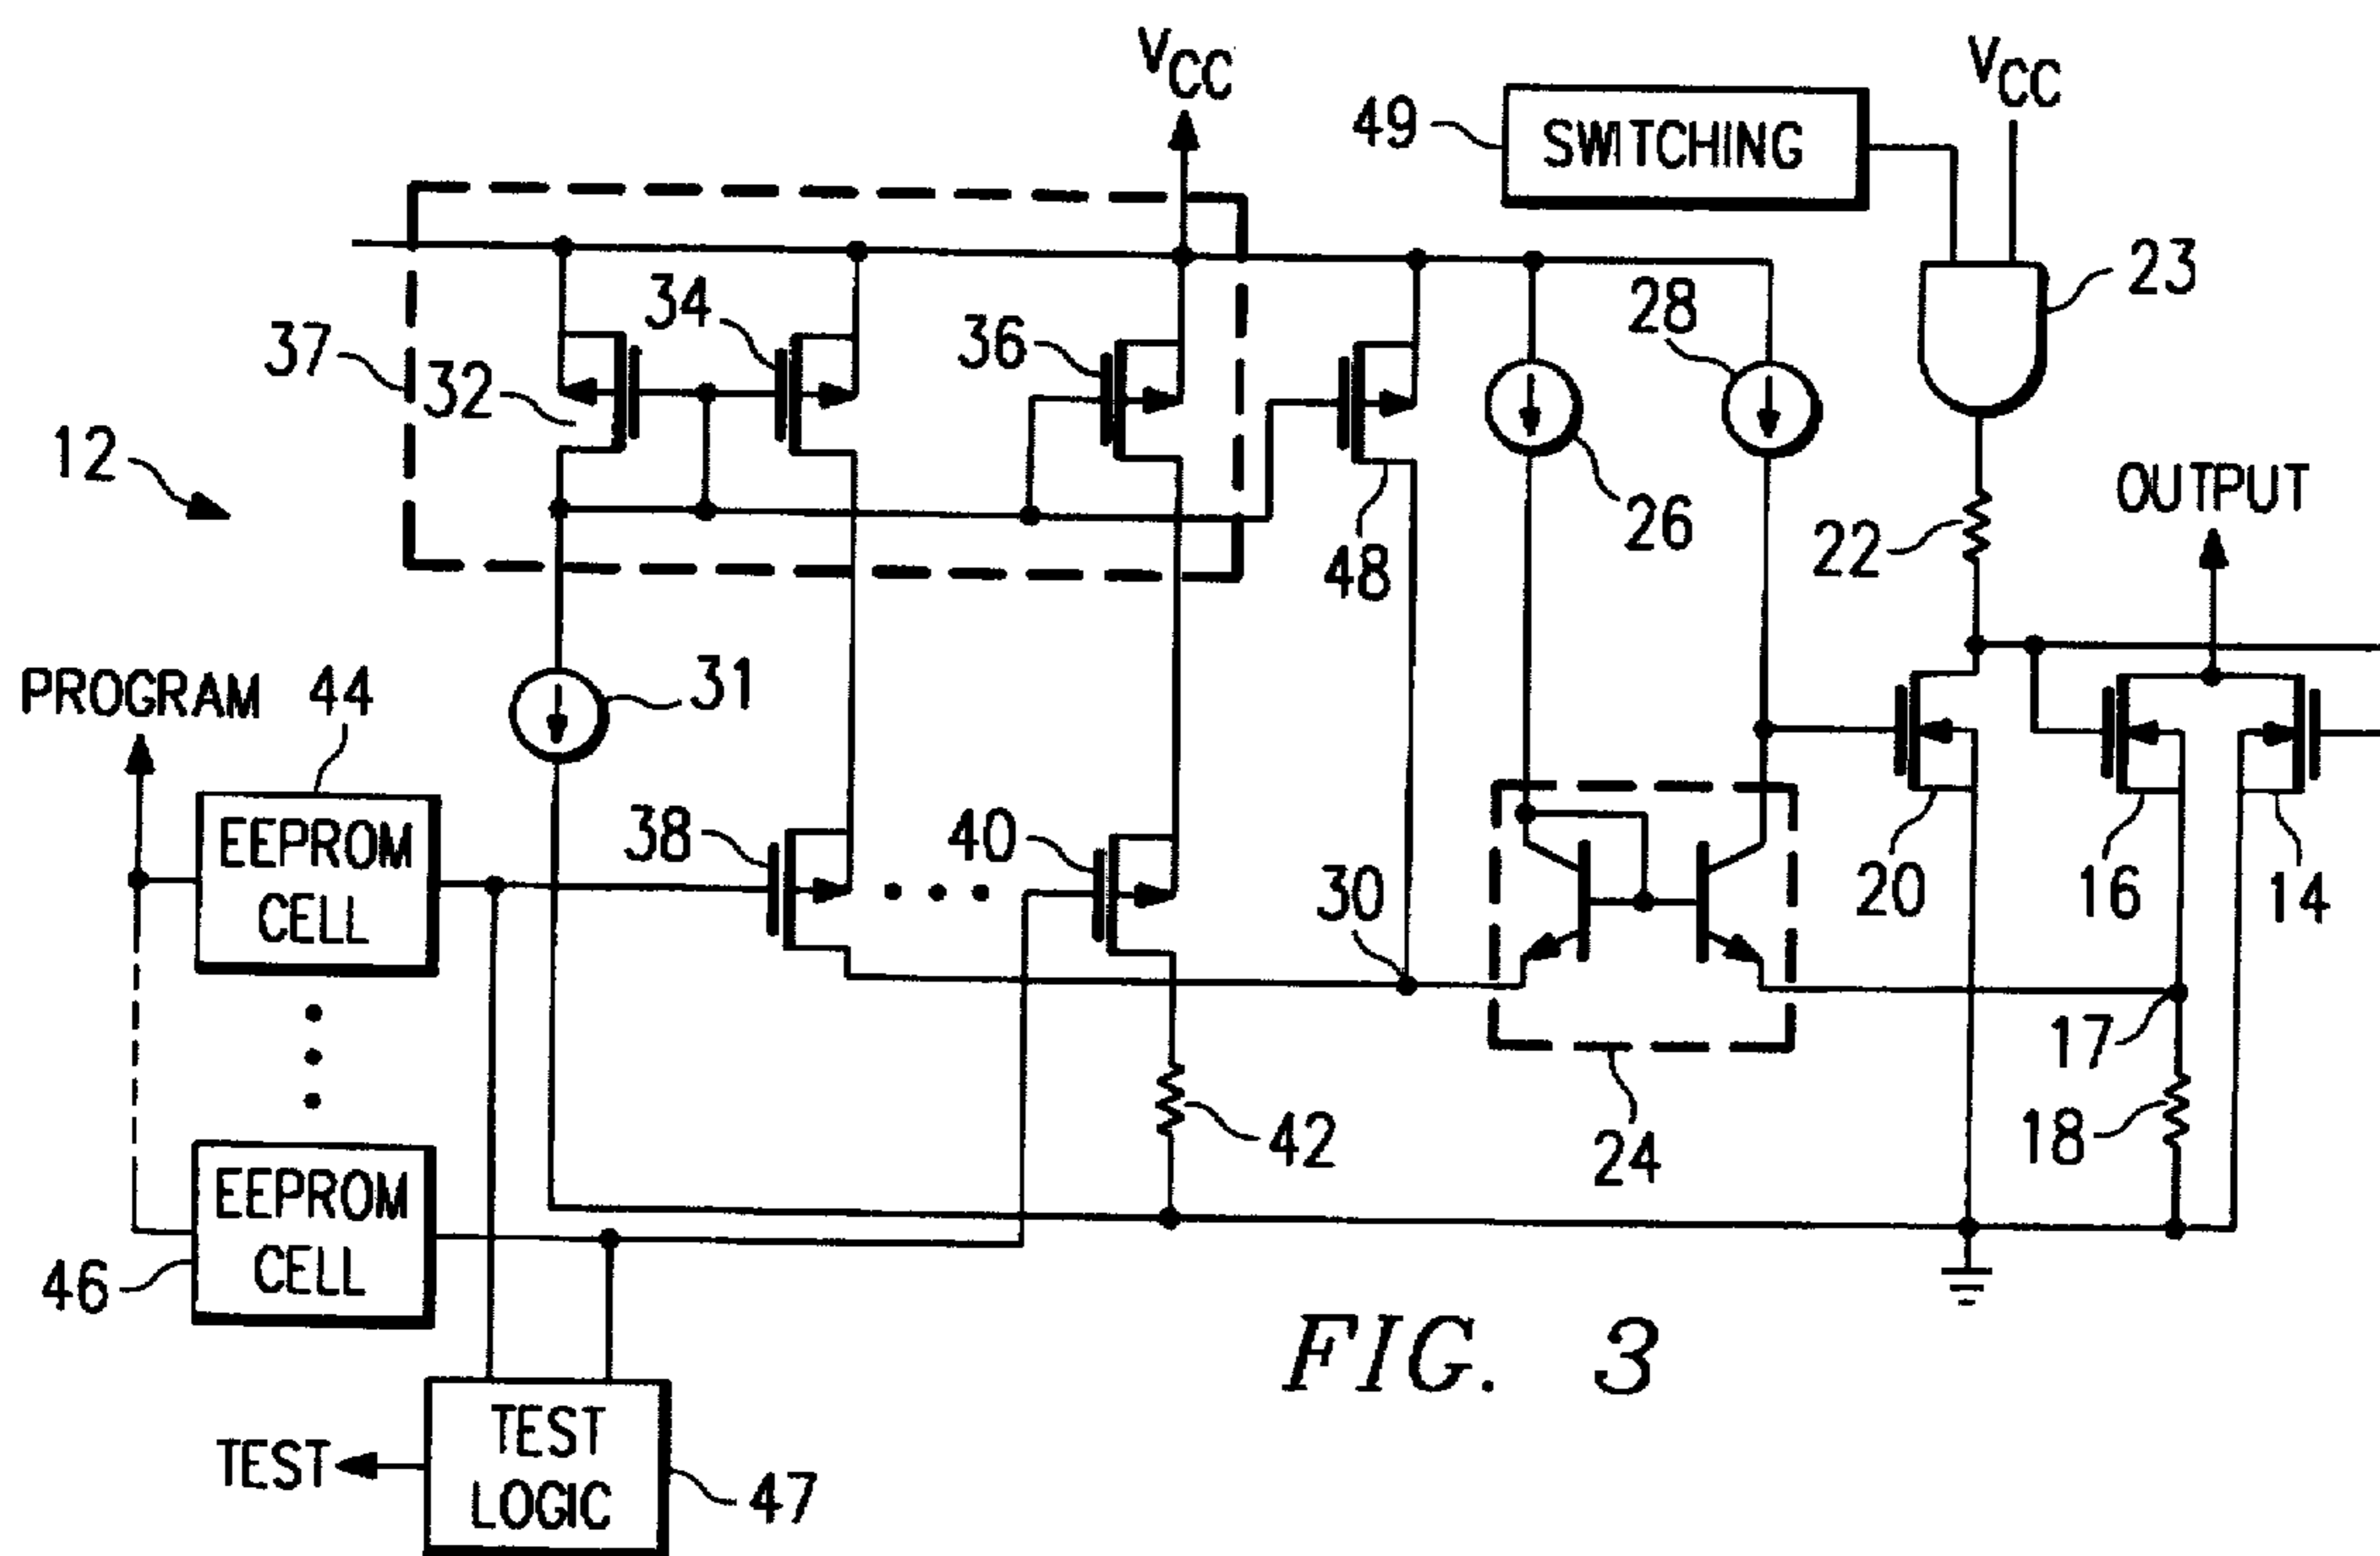 VCC
VCC
49
SWITCHING
23
34
28
37
32
36
12
26
22
OUTPUT
48
PROGRAM
44
31
EEPROM
CELL
38
40
30
20
16
14
17
42
24
18
EEPROM
CELL
46
FIG. 3
TEST
TEST
LOGIC
47